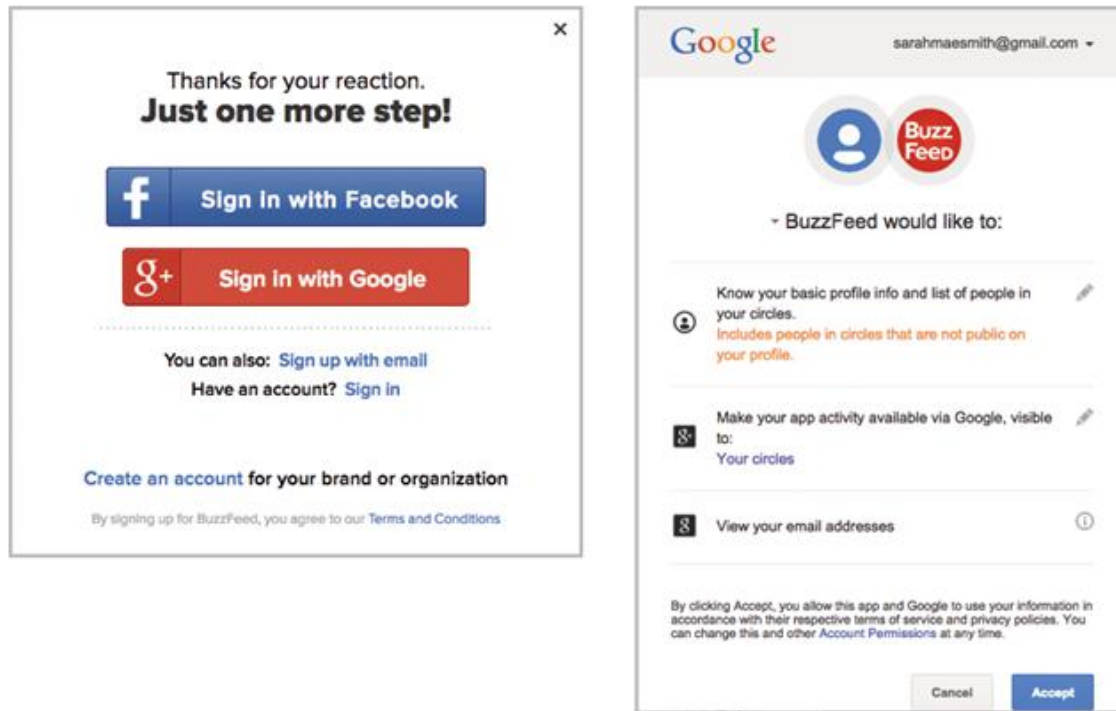 ×
Thanks for your reaction.
Just one more step!
f Sign in with Facebook
g+ Sign in with Google
You can also: Sign up with email
Have an account? Sign in
Create an account for your brand or organization
By signing up for BuzzFeed, you agree to our Terms and Conditions
Google sarahmaesmith@gmail.com
Buzz
FeeD
BuzzFeed would like to:
Know your basic profile info and list of people in
your circles.
Includes people in circles that are not public on
your profile.
g+ Make your app activity available via Google, visible
to:
Your circles
g View your email addresses
By clicking Accept, you allow this app and Google to use your information in
accordance with their respective terms of service and privacy policies. You
can change this and other Account Permissions at any time.
Cancel Accept